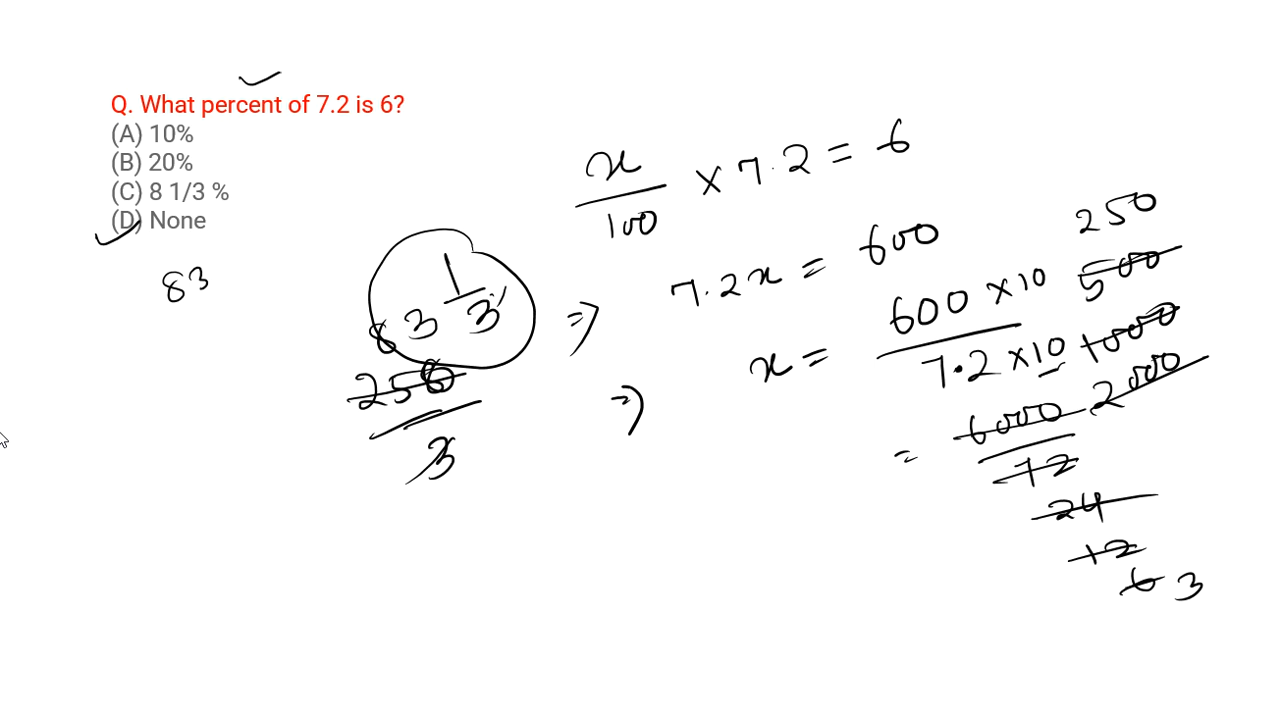 Q. What percent of 7.2 is 6?
(A) 10%
(B) 20%
(C) 8 1/3 %
(D) None
83
x/100 × 7.2 = 6
⇒ 7.2x = 600
⇒ x = 600 × 10 / 7.2 × 10
= 6000 / 72
2000 / 24
1000 / 12
500 / 6
250 / 3
250 / 3
83 1/3